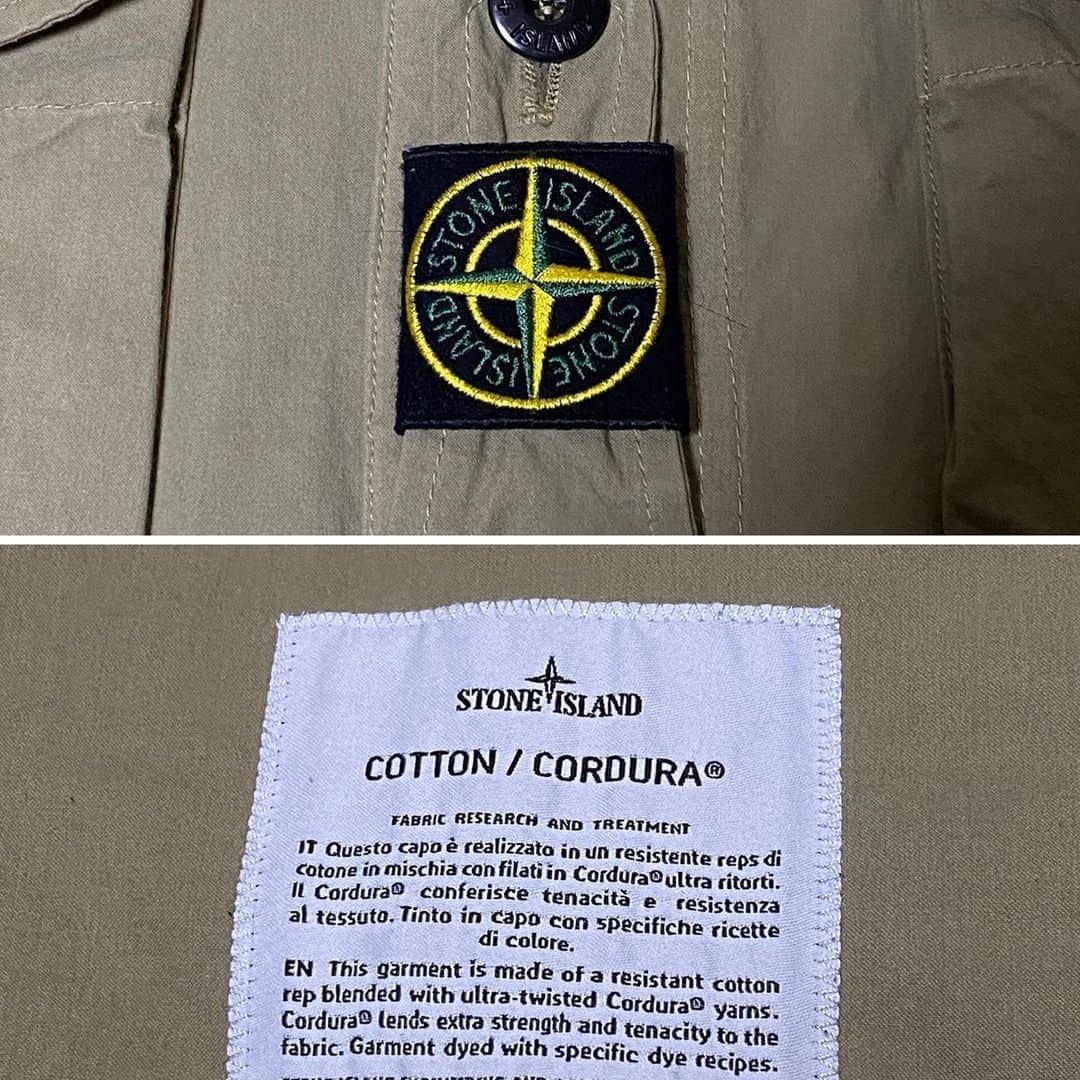 ISLAND
STONE ISLAND
STONE ISLAND
STONE ISLAND
COTTON / CORDURA®
FABRIC RESEARCH AND TREATMENT
IT Questo capo è realizzato in un resistente reps di
cotone in mischia con filati in Cordura® ultra ritorti.
Il Cordura® conferisce tenacità e resistenza
al tessuto. Tinto in capo con specifiche ricette
di colore.
EN This garment is made of a resistant cotton
rep blended with ultra-twisted Cordura® yarns.
Cordura® lends extra strength and tenacity to the
fabric. Garment dyed with specific dye recipes.